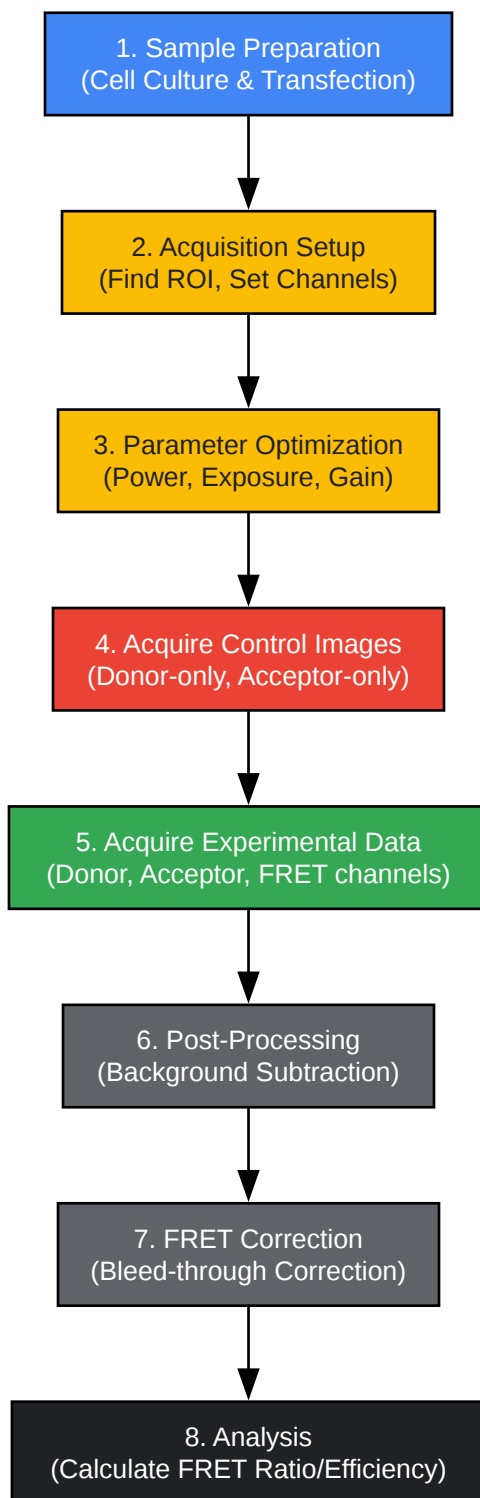 1. Sample Preparation
(Cell Culture & Transfection)
2. Acquisition Setup
(Find ROI, Set Channels)
3. Parameter Optimization
(Power, Exposure, Gain)
4. Acquire Control Images
(Donor-only, Acceptor-only)
5. Acquire Experimental Data
(Donor, Acceptor, FRET channels)
6. Post-Processing
(Background Subtraction)
7. FRET Correction
(Bleed-through Correction)
8. Analysis
(Calculate FRET Ratio/Efficiency)